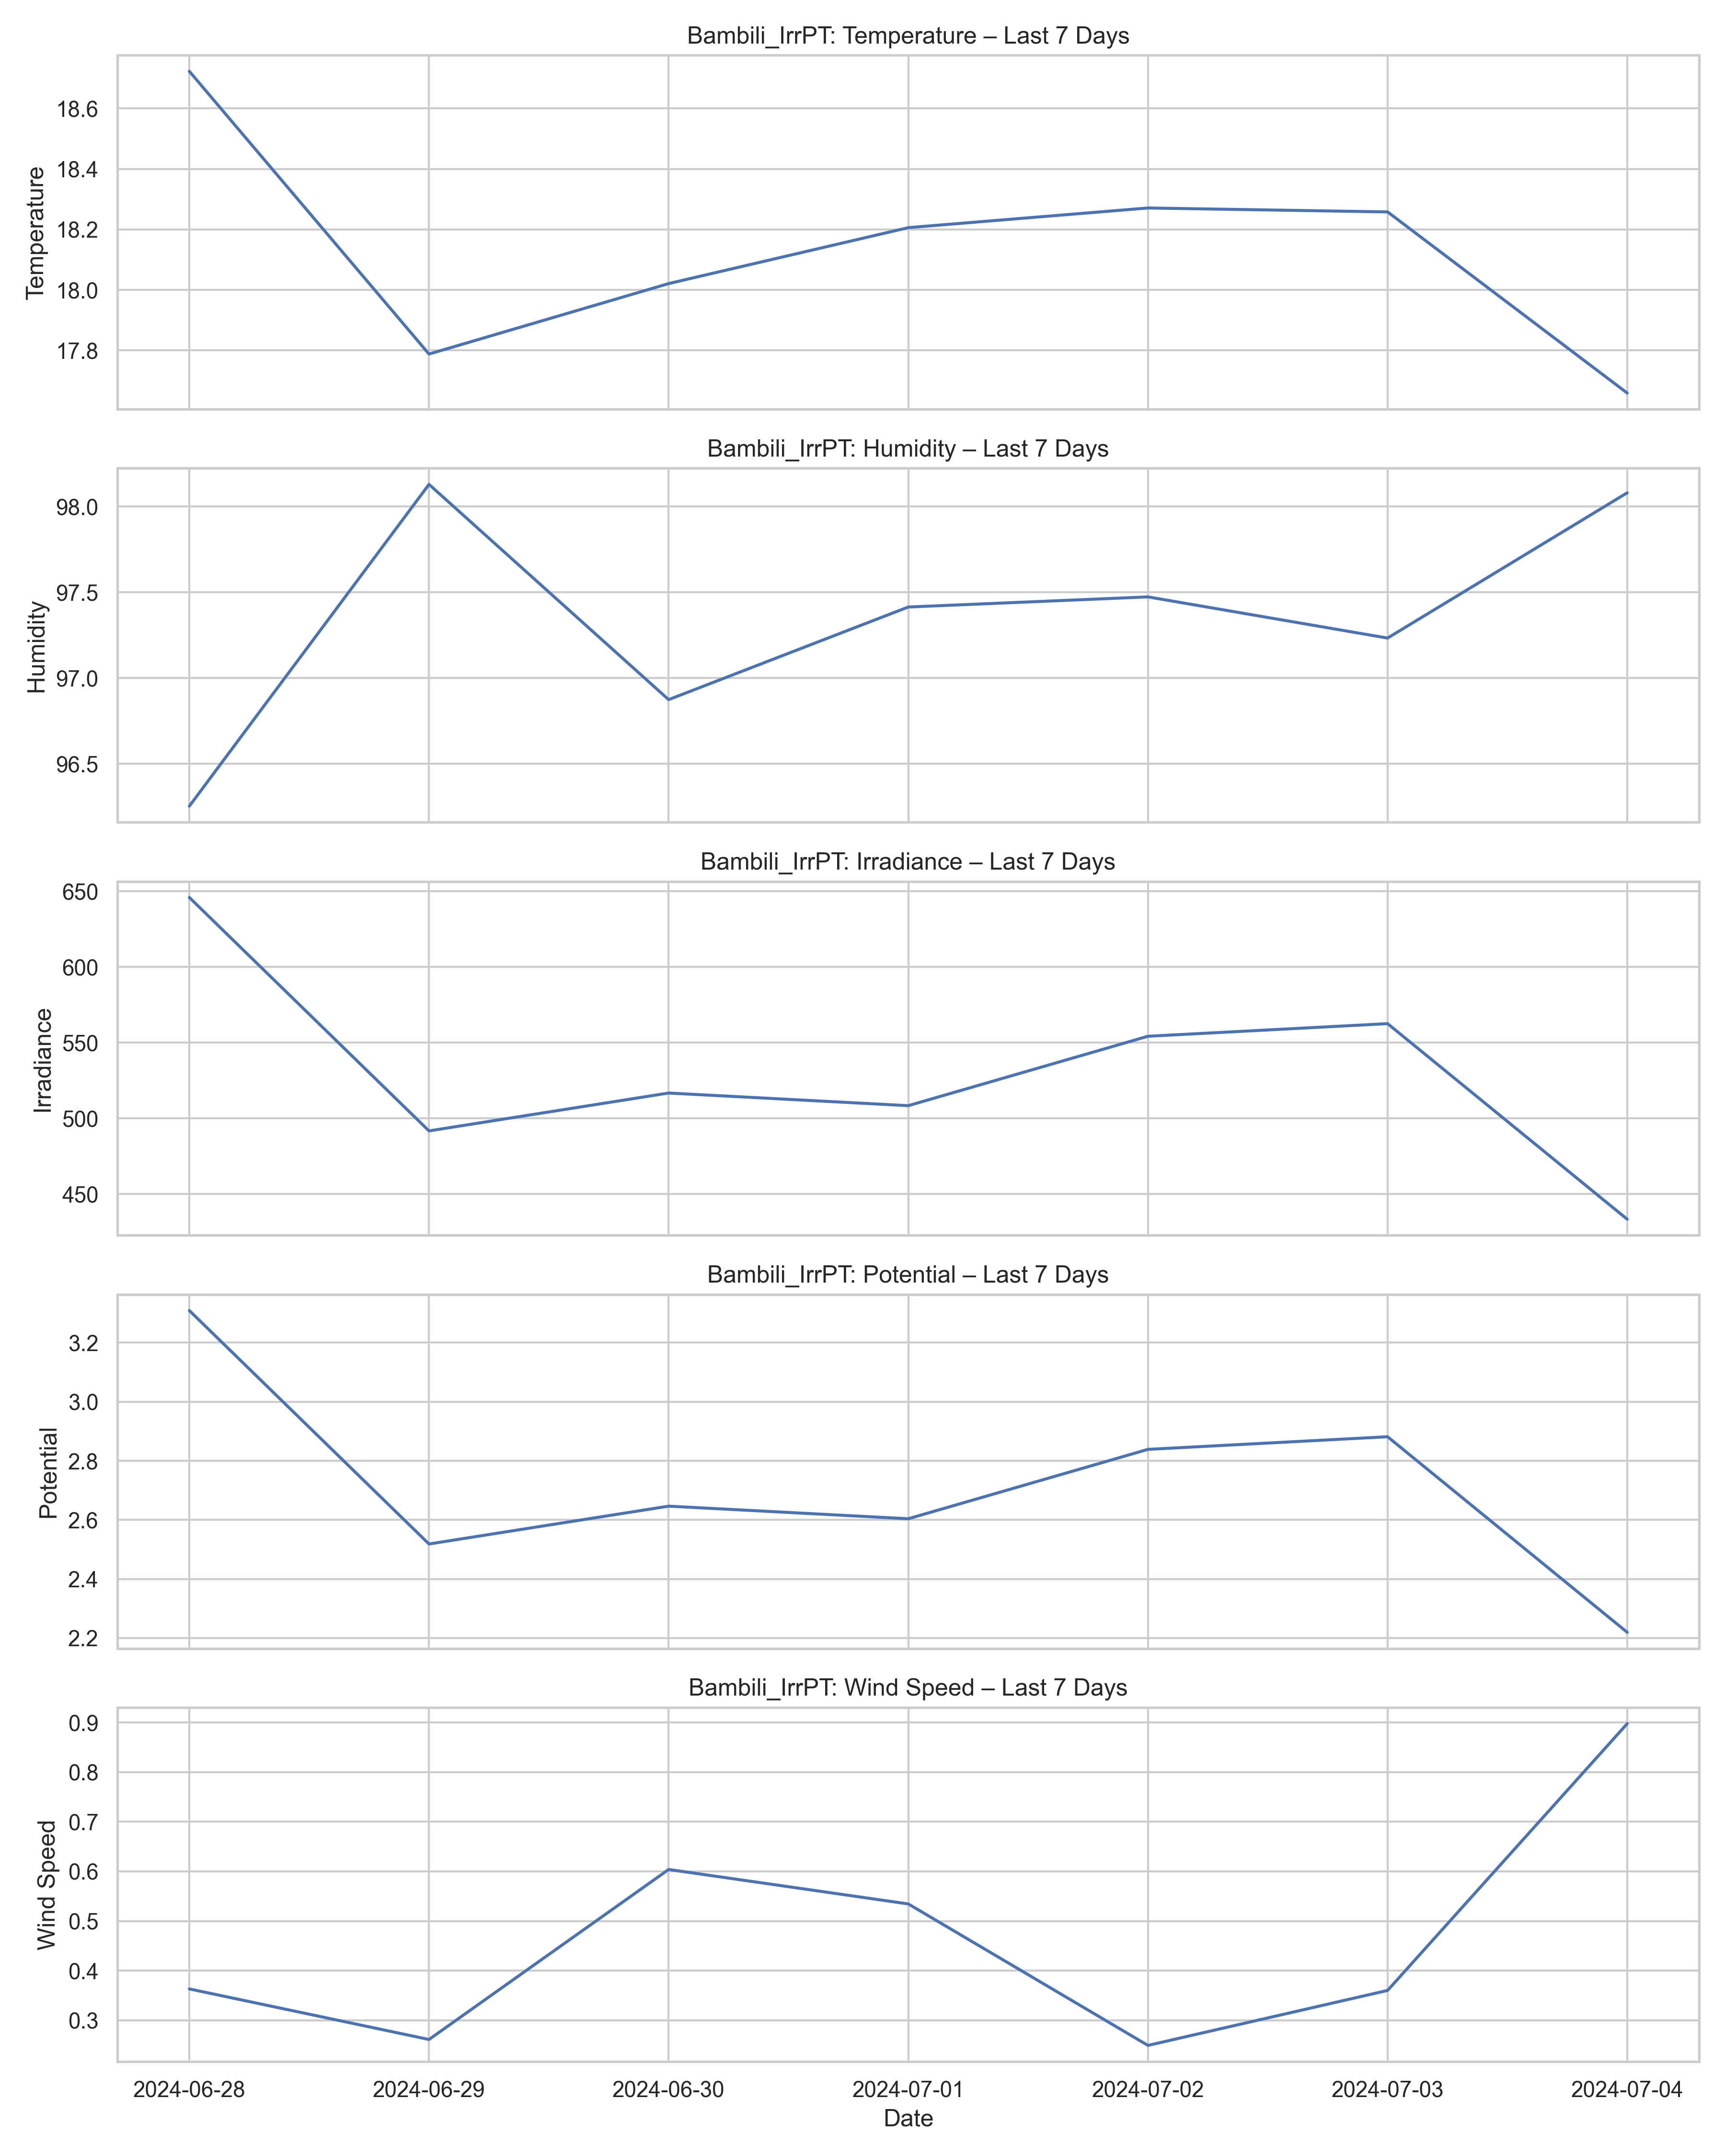 Bambili_IrrPT: Temperature – Last 7 Days
Temperature
18.6
18.4
18.2
18.0
17.8
Bambili_IrrPT: Humidity – Last 7 Days
Humidity
98.0
97.5
97.0
96.5
Bambili_IrrPT: Irradiance – Last 7 Days
Irradiance
650
600
550
500
450
Bambili_IrrPT: Potential – Last 7 Days
Potential
3.2
3.0
2.8
2.6
2.4
2.2
Bambili_IrrPT: Wind Speed – Last 7 Days
Wind Speed
0.9
0.8
0.7
0.6
0.5
0.4
0.3
2024-06-28 2024-06-29 2024-06-30 2024-07-01 2024-07-02 2024-07-03 2024-07-04
Date